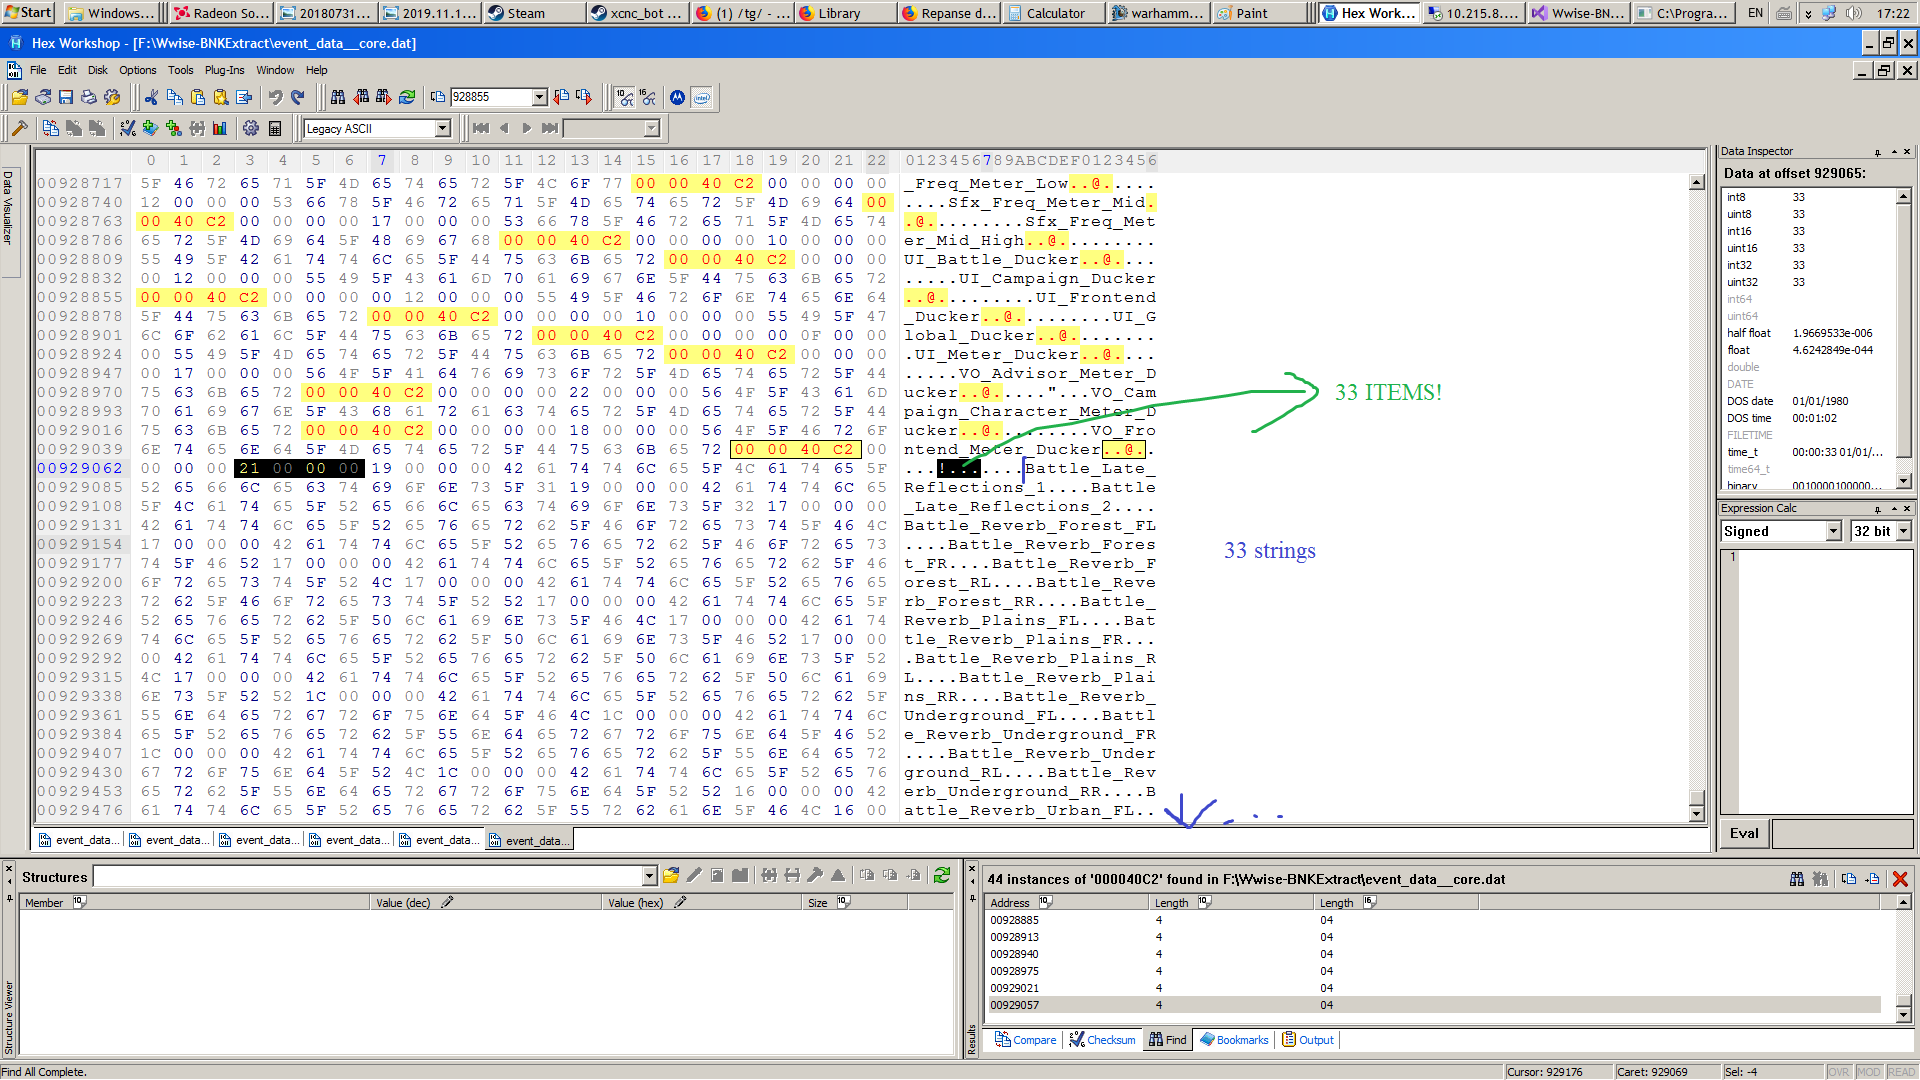 Start Windows... Radeon So... 20180731... 2019.11.1... Steam xcnc_bot ... (1) /tg/ - ... Library Repanse d... Calculator warhamm... Paint Hex Work... 10.215.8.... Wwise-BN... C:\Progra... EN 17:22
Hex Workshop - [F:\Wwise-BNKExtract\event_data__core.dat]
File Edit Disk Options Tools Plug-Ins Window Help
928855
Legacy ASCII
Data Visualizer
0 1 2 3 4 5 6 7 8 9 10 11 12 13 14 15 16 17 18 19 20 21 22 0123456789ABCDEF0123456
00928717 5F 46 72 65 71 5F 4D 65 74 65 72 5F 4C 6F 77 00 00 40 C2 00 00 00 00 _Freq_Meter_Low..@.....
00928740 12 00 00 00 53 66 78 5F 46 72 65 71 5F 4D 65 74 65 72 5F 4D 69 64 00 ....Sfx_Freq_Meter_Mid.
00928763 00 40 C2 00 00 00 00 17 00 00 00 53 66 78 5F 46 72 65 71 5F 4D 65 74 .@.........Sfx_Freq_Met
00928786 65 72 5F 4D 69 64 5F 48 69 67 68 00 00 40 C2 00 00 00 00 10 00 00 00 er_Mid_High..@.........
00928809 55 49 5F 42 61 74 74 6C 65 5F 44 75 63 6B 65 72 00 00 40 C2 00 00 00 UI_Battle_Ducker..@....
00928832 00 12 00 00 00 55 49 5F 43 61 6D 70 61 69 67 6E 5F 44 75 63 6B 65 72 .....UI_Campaign_Ducker
00928855 00 00 40 C2 00 00 00 00 12 00 00 00 55 49 5F 46 72 6F 6E 74 65 6E 64 ..@.........UI_Frontend
00928878 5F 44 75 63 6B 65 72 00 00 40 C2 00 00 00 00 10 00 00 00 55 49 5F 47 _Ducker..@.........UI_G
00928901 6C 6F 62 61 6C 5F 44 75 63 6B 65 72 00 00 40 C2 00 00 00 00 0F 00 00 lobal_Ducker..@........
00928924 00 55 49 5F 4D 65 74 65 72 5F 44 75 63 6B 65 72 00 00 40 C2 00 00 00 .UI_Meter_Ducker..@....
00928947 00 17 00 00 00 56 4F 5F 41 64 76 69 73 6F 72 5F 4D 65 74 65 72 5F 44 .....VO_Advisor_Meter_D
00928970 75 63 6B 65 72 00 00 40 C2 00 00 00 00 22 00 00 00 56 4F 5F 43 61 6D ucker..@....."...VO_Cam
00928993 70 61 69 67 6E 5F 43 68 61 72 61 63 74 65 72 5F 4D 65 74 65 72 5F 44 paign_Character_Meter_D
00929016 75 63 6B 65 72 00 00 40 C2 00 00 00 00 18 00 00 00 56 4F 5F 46 72 6F ucker..@.........VO_Fro
00929039 6E 74 65 6E 64 5F 4D 65 74 65 72 5F 44 75 63 6B 65 72 00 00 40 C2 00 ntend_Meter_Ducker..@..
00929062 00 00 00 21 00 00 00 19 00 00 00 42 61 74 74 6C 65 5F 4C 61 74 65 5F ...!.......Battle_Late_
00929085 52 65 66 6C 65 63 74 69 6F 6E 73 5F 31 19 00 00 00 42 61 74 74 6C 65 Reflections_1....Battle
00929108 5F 4C 61 74 65 5F 52 65 66 6C 65 63 74 69 6F 6E 73 5F 32 17 00 00 00 _Late_Reflections_2....
00929131 42 61 74 74 6C 65 5F 52 65 76 65 72 62 5F 46 6F 72 65 73 74 5F 46 4C Battle_Reverb_Forest_FL
00929154 17 00 00 00 42 61 74 74 6C 65 5F 52 65 76 65 72 62 5F 46 6F 72 65 73 ....Battle_Reverb_Fores
00929177 74 5F 46 52 17 00 00 00 42 61 74 74 6C 65 5F 52 65 76 65 72 62 5F 46 t_FR....Battle_Reverb_F
00929200 6F 72 65 73 74 5F 52 4C 17 00 00 00 42 61 74 74 6C 65 5F 52 65 76 65 orest_RL....Battle_Reve
00929223 72 62 5F 46 6F 72 65 73 74 5F 52 52 17 00 00 00 42 61 74 74 6C 65 5F rb_Forest_RR....Battle_
00929246 52 65 76 65 72 62 5F 50 6C 61 69 6E 73 5F 46 4C 17 00 00 00 42 61 74 Reverb_Plains_FL....Bat
00929269 74 6C 65 5F 52 65 76 65 72 62 5F 50 6C 61 69 6E 73 5F 46 52 17 00 00 tle_Reverb_Plains_FR...
00929292 00 42 61 74 74 6C 65 5F 52 65 76 65 72 62 5F 50 6C 61 69 6E 73 5F 52 .Battle_Reverb_Plains_R
00929315 4C 17 00 00 00 42 61 74 74 6C 65 5F 52 65 76 65 72 62 5F 50 6C 61 69 L....Battle_Reverb_Plai
00929338 6E 73 5F 52 52 1C 00 00 00 42 61 74 74 6C 65 5F 52 65 76 65 72 62 5F ns_RR....Battle_Reverb_
00929361 55 6E 64 65 72 67 72 6F 75 6E 64 5F 46 4C 1C 00 00 00 42 61 74 74 6C Underground_FL....Battl
00929384 65 5F 52 65 76 65 72 62 5F 55 6E 64 65 72 67 72 6F 75 6E 64 5F 46 52 e_Reverb_Underground_FR
00929407 1C 00 00 00 42 61 74 74 6C 65 5F 52 65 76 65 72 62 5F 55 6E 64 65 72 ....Battle_Reverb_Under
00929430 67 72 6F 75 6E 64 5F 52 4C 1C 00 00 00 42 61 74 74 6C 65 5F 52 65 76 ground_RL....Battle_Rev
00929453 65 72 62 5F 55 6E 64 65 72 67 72 6F 75 6E 64 5F 52 52 16 00 00 00 42 erb_Underground_RR....B
00929476 61 74 74 6C 65 5F 52 65 76 65 72 62 5F 55 72 62 61 6E 5F 46 4C 16 00 attle_Reverb_Urban_FL..
33 ITEMS!
33 strings
Data Inspector
Data at offset 929065:
int8 33
uint8 33
int16 33
uint16 33
int32 33
uint32 33
int64
uint64
half float 1.9669533e-006
float 4.6242849e-044
double
DATE
DOS date 01/01/1980
DOS time 00:01:02
FILETIME
time_t 00:00:33 01/01/...
time64_t
binary 0010000100000...
Expression Calc
Signed 32 bit
1
Eval
event_data... event_data... event_data... event_data... event_data... event_data...
Structures
Member Value (dec) Value (hex) Size
Structure Viewer
44 instances of '000040C2' found in F:\Wwise-BNKExtract\event_data__core.dat
Address Length Length
00928885 4 04
00928913 4 04
00928940 4 04
00928975 4 04
00929021 4 04
00929057 4 04
Results
Compare Checksum Find Bookmarks Output
Find All Complete. Cursor: 929176 Caret: 929069 Sel: -4 OVR MOD READ